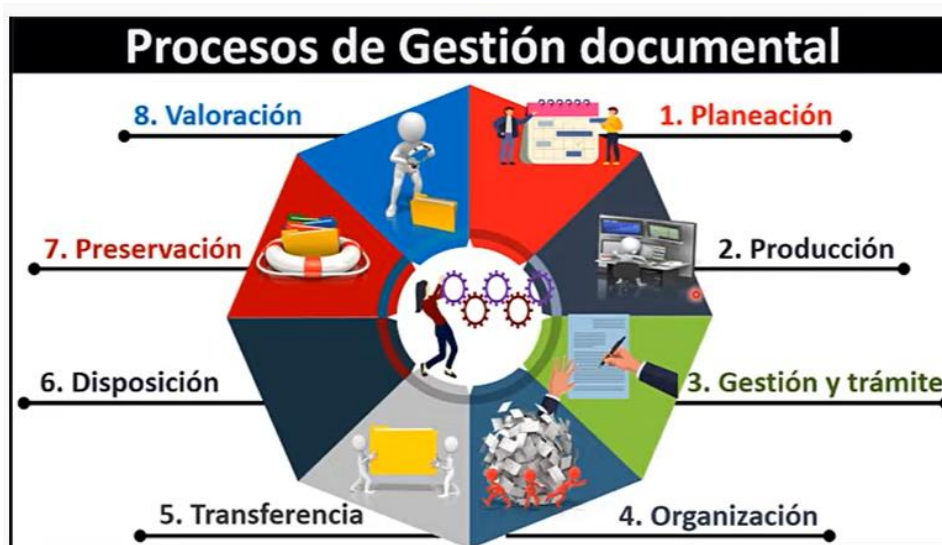 Procesos de Gestión documental
8. Valoración
1. Planeación
7. Preservación
2. Producción
6. Disposición
3. Gestión y trámite
5. Transferencia
4. Organización